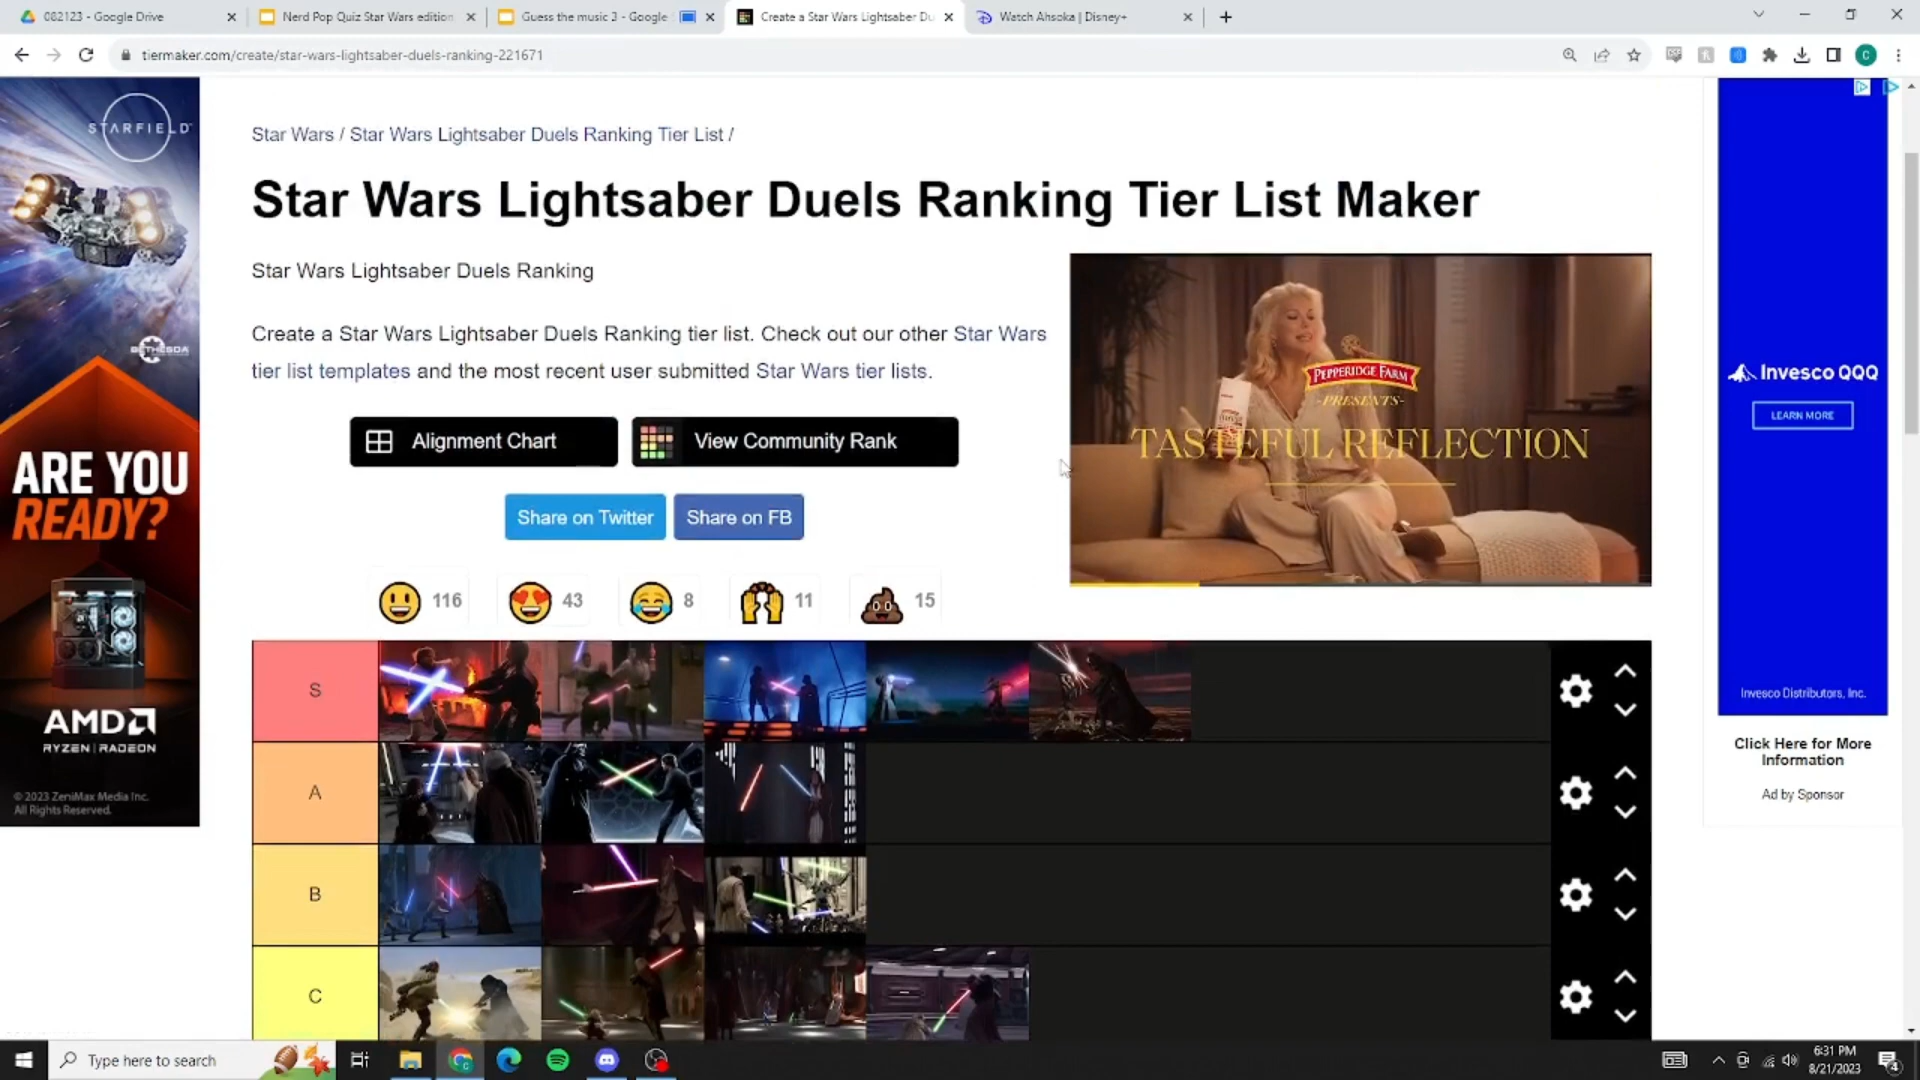 082123 - Google Drive
Nerd Pop Quiz Star Wars edition
Guess the music 3 - Google
Create a Star Wars Lightsaber Du
Watch Ahsoka | Disney+
tiermaker.com/create/star-wars-lightsaber-duels-ranking-221671
STARFIELD
BETHESDA
ARE YOU
READY?
AMD
RYZEN | RADEON
© 2023 ZeniMax Media Inc.
All Rights Reserved.
Star Wars / Star Wars Lightsaber Duels Ranking Tier List /
Star Wars Lightsaber Duels Ranking Tier List Maker
Star Wars Lightsaber Duels Ranking
Create a Star Wars Lightsaber Duels Ranking tier list. Check out our other Star Wars
tier list templates and the most recent user submitted Star Wars tier lists.
Alignment Chart
View Community Rank
Share on Twitter
Share on FB
116
43
8
11
15
PEPPERIDGE FARM
-PRESENTS-
TASTEFUL REFLECTION
S
A
B
C
Invesco QQQ
LEARN MORE
Invesco Distributors, Inc.
Click Here for More
Information
Ad by Sponsor
Type here to search
6:31 PM
8/21/2023
4